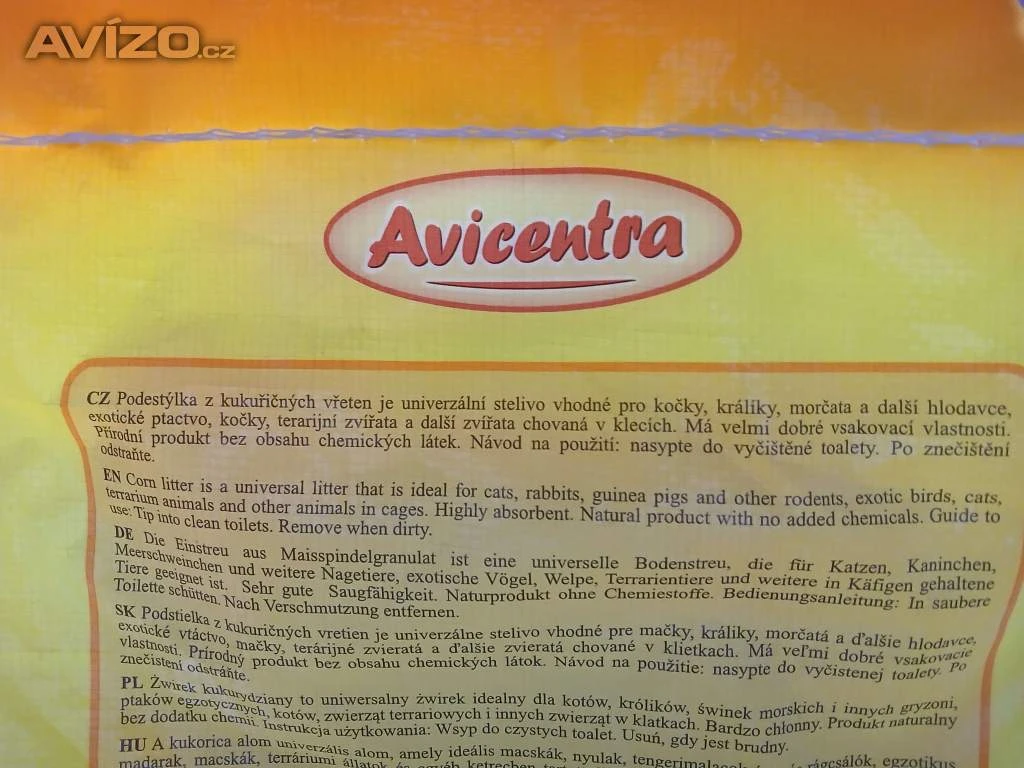 AVÍZO.cz
Avicentra
CZ Podestýlka z kukuřičných vřeten je univerzální stelivo vhodné pro kočky, králíky, morčata a další hlodavce,
exotické ptactvo, kočky, terarijní zvířata a další zvířata chovaná v klecích. Má velmi dobré vsakovací vlastnosti.
Přírodní produkt bez obsahu chemických látek. Návod na použití: nasypte do vyčištěné toalety. Po znečištění
odstraňte.
EN Corn litter is a universal litter that is ideal for cats, rabbits, guinea pigs and other rodents, exotic birds, cats,
terrarium animals and other animals in cages. Highly absorbent. Natural product with no added chemicals. Guide to
use: Tip into clean toilets. Remove when dirty.
DE Die Einstreu aus Maisspindelgranulat ist eine universelle Bodenstreu, die für Katzen, Kaninchen,
Meerschweinchen und weitere Nagetiere, exotische Vögel, Welpe, Terrarientiere und weitere in Käfigen gehaltene
Tiere geeignet ist. Sehr gute Saugfähigkeit. Naturprodukt ohne Chemiestoffe. Bedienungsanleitung: In saubere
Toilette schütten. Nach Verschmutzung entfernen.
SK Podstielka z kukuričných vretien je univerzálne stelivo vhodné pre mačky, králiky, morčatá a ďalšie hlodavce,
exotické vtáctvo, mačky, terárijné zvieratá a ďalšie zvieratá chované v klietkach. Má veľmi dobré vsakovacie
vlastnosti. Prírodný produkt bez obsahu chemických látok. Návod na použitie: nasypte do vyčistenej toalety. Po
znečistení odstráňte.
PL Żwirek kukurydziany to uniwersalny żwirek idealny dla kotów, królików, świnek morskich i innych gryzoni,
ptaków egzotycznych, kotów, zwierząt terrariowych i innych zwierząt w klatkach. Bardzo chłonny. Produkt naturalny
bez dodatku chemii. Instrukcja użytkowania: Wsyp do czystych toalet. Usuń, gdy jest brudny.
HU A kukorica alom univerzális alom, amely ideális macskák, nyulak, tengerimalacok rágcsálók, egzotikus
madarak, macskák, terráriumi állatok és egyéb ketrecben